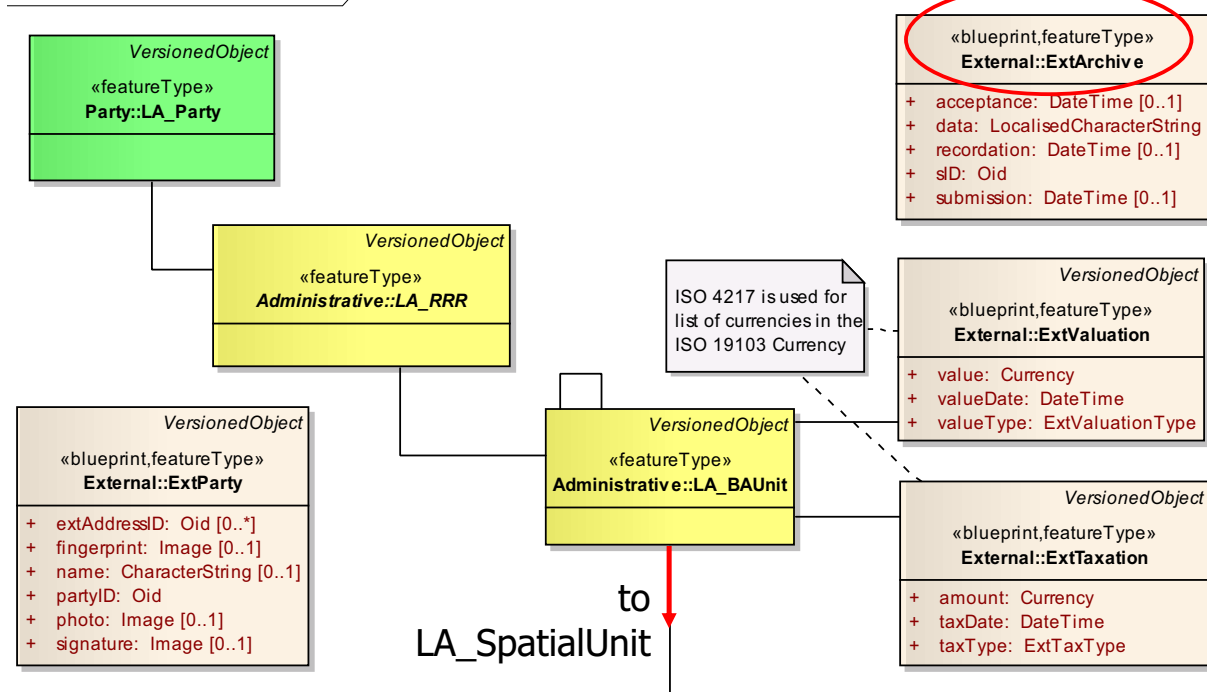 VersionedObject
«featureType»
Party::LA_Party
«blueprint,featureType»
External::ExtArchive
+ acceptance: DateTime [0..1]
+ data: LocalisedCharacterString
+ recordation: DateTime [0..1]
+ sID: Oid
+ submission: DateTime [0..1]
VersionedObject
«featureType»
Administrative::LA_RRR
ISO 4217 is used for
list of currencies in the
ISO 19103 Currency
VersionedObject
«blueprint,featureType»
External::ExtValuation
+ value: Currency
+ valueDate: DateTime
+ valueType: ExtValuationType
VersionedObject
«blueprint,featureType»
External::ExtParty
+ extAddressID: Oid [0..*]
+ fingerprint: Image [0..1]
+ name: CharacterString [0..1]
+ partyID: Oid
+ photo: Image [0..1]
+ signature: Image [0..1]
VersionedObject
«featureType»
Administrative::LA_BAUnit
VersionedObject
«blueprint,featureType»
External::ExtTaxation
+ amount: Currency
+ taxDate: DateTime
+ taxType: ExtTaxType
to
LA_SpatialUnit